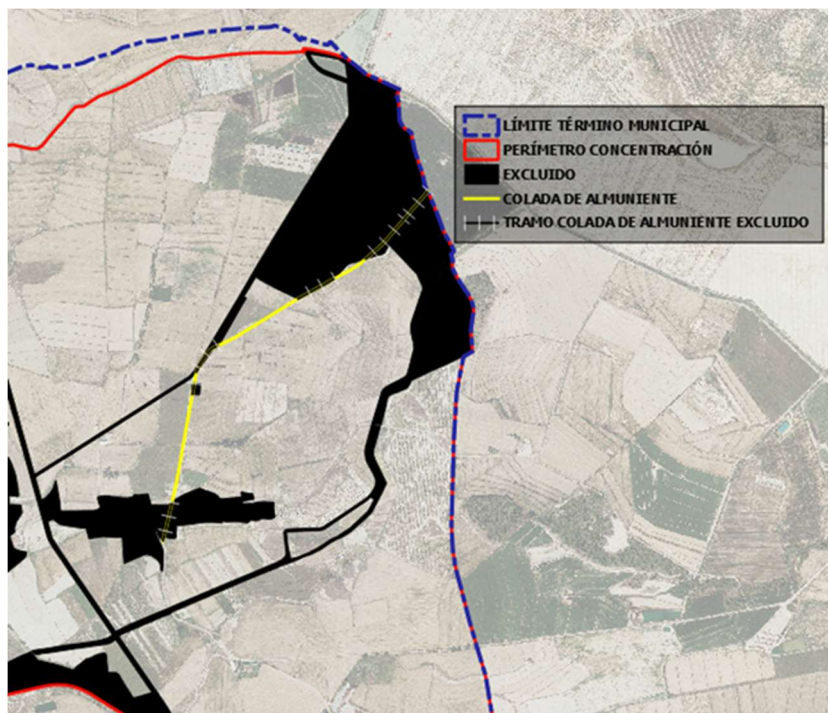 LÍMITE TÉRMINO MUNICIPAL
PERÍMETRO CONCENTRACIÓN
EXCLUIDO
COLADA DE ALMUNIENTE
TRAMO COLADA DE ALMUNIENTE EXCLUIDO